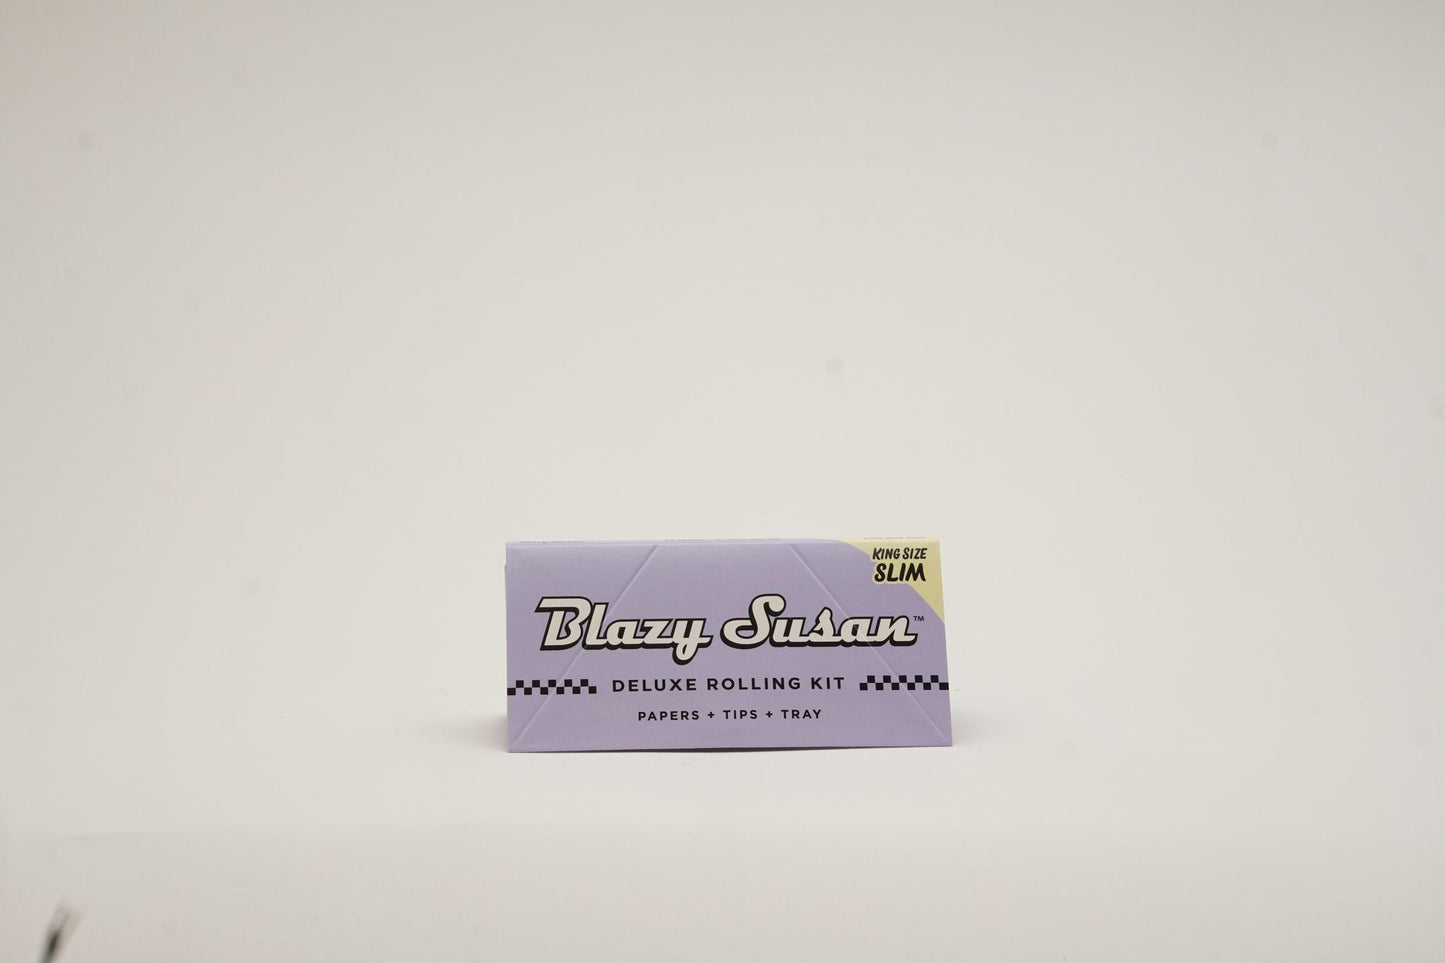 KING SIZE
SLIM
Blazy Susan™
DELUXE ROLLING KIT
PAPERS + TIPS + TRAY